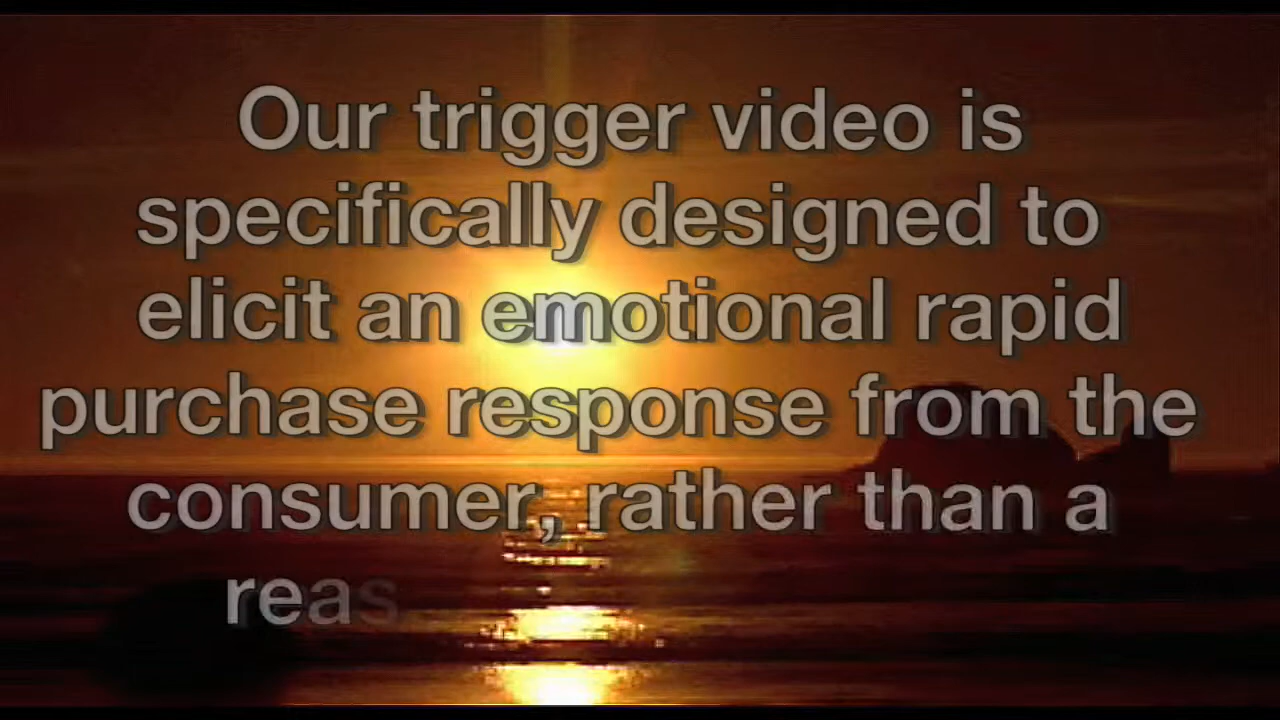 Our trigger video is
specifically designed to
elicit an emotional rapid
purchase response from the
consumer, rather than a
reas